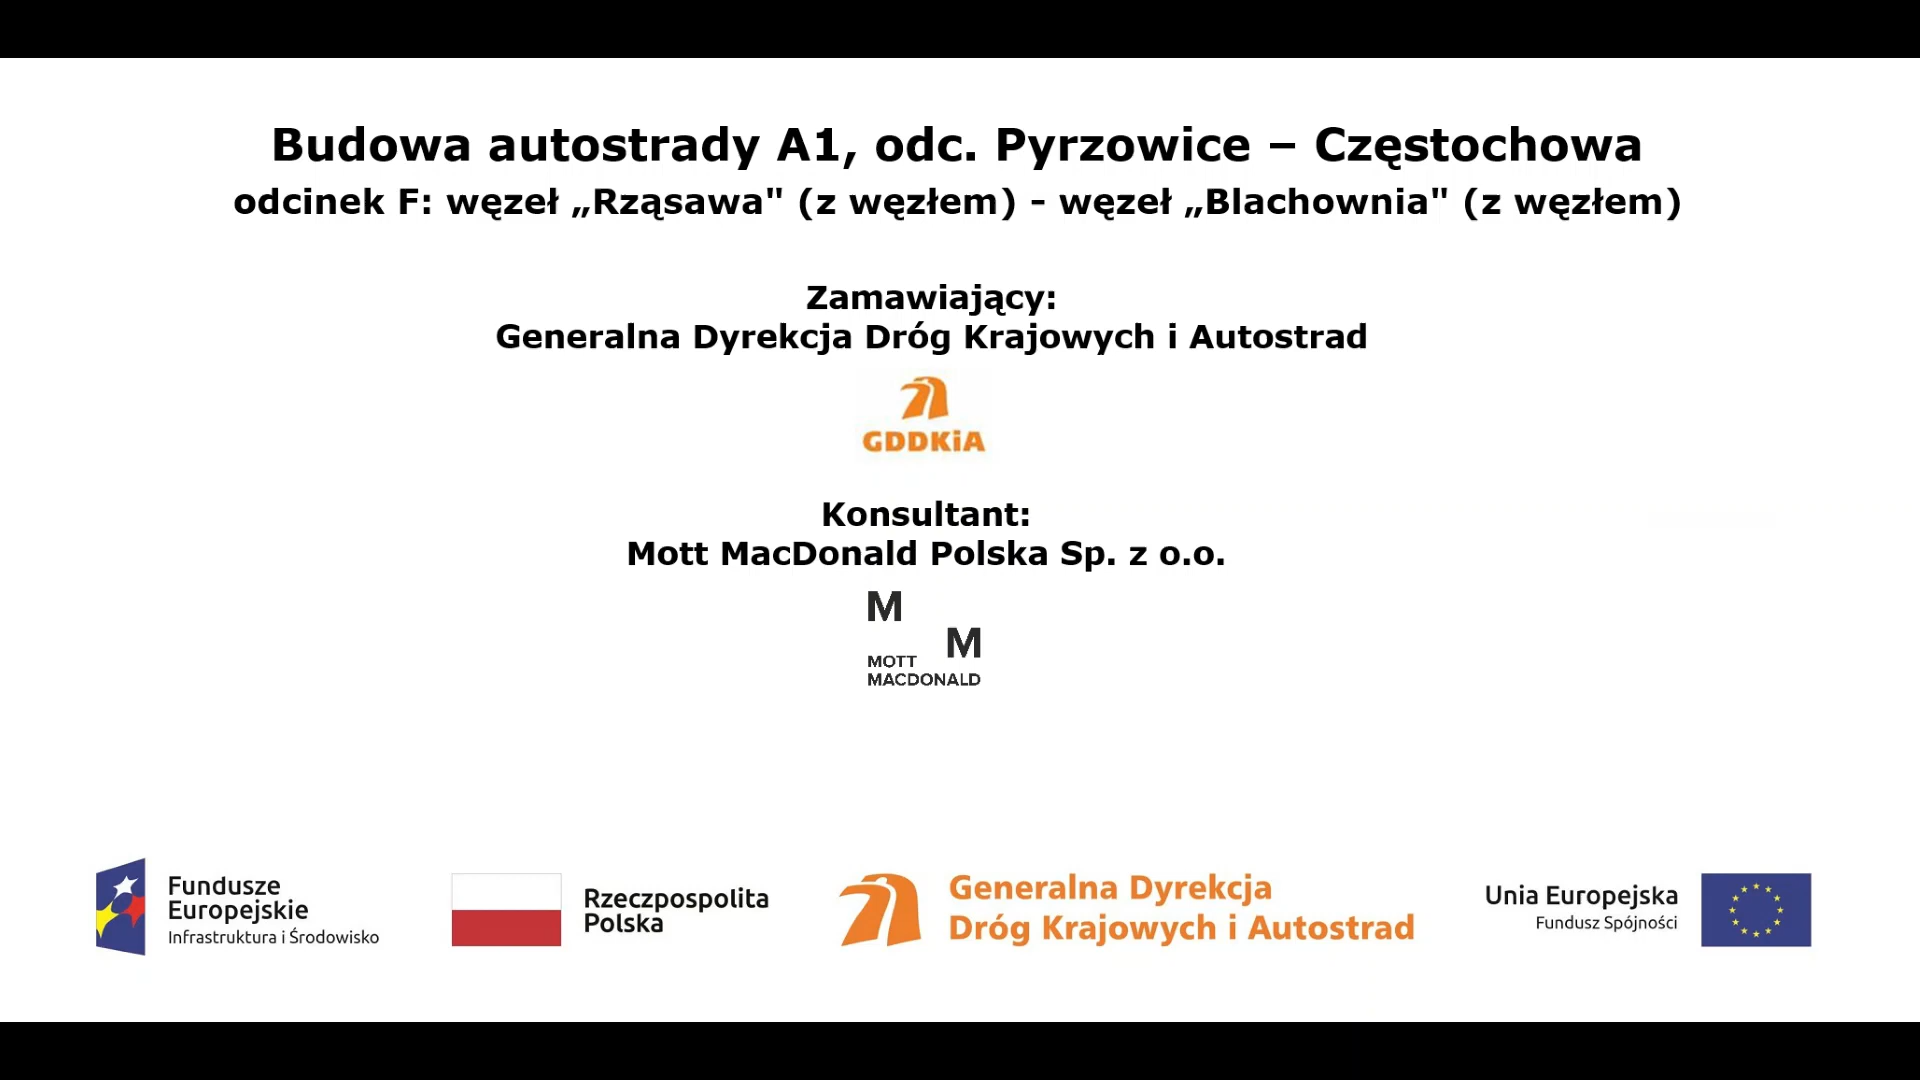 Budowa autostrady A1, odc. Pyrzowice – Częstochowa
odcinek F: węzeł „Rząsawa" (z węzłem) - węzeł „Blachownia" (z węzłem)
Zamawiający:
Generalna Dyrekcja Dróg Krajowych i Autostrad
GDDKiA
Konsultant:
Mott MacDonald Polska Sp. z o.o.
M
M
MOTT
MACDONALD
Fundusze
Europejskie
Infrastruktura i Środowisko
Rzeczpospolita
Polska
Generalna Dyrekcja
Dróg Krajowych i Autostrad
Unia Europejska
Fundusz Spójności